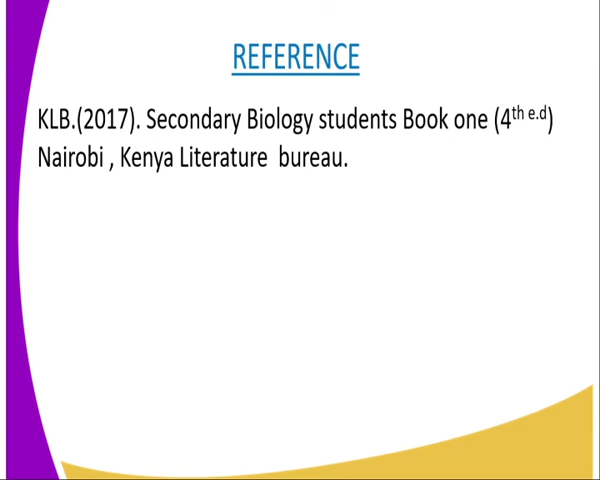 REFERENCE
KLB.(2017). Secondary Biology students Book one (4th e.d)
Nairobi , Kenya Literature  bureau.